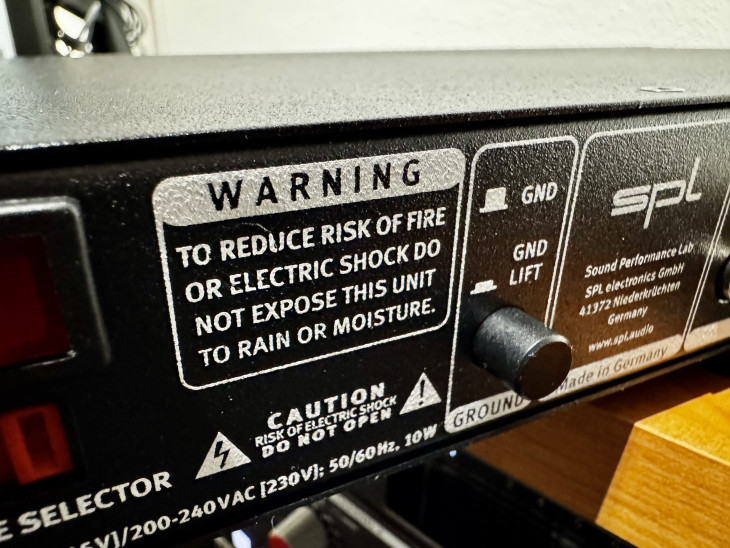 WARNING
TO REDUCE RISK OF FIRE
OR ELECTRIC SHOCK DO
NOT EXPOSE THIS UNIT
TO RAIN OR MOISTURE.
CAUTION
RISK OF ELECTRIC SHOCK
DO NOT OPEN
E SELECTOR
5V]/200-240VAC [230V]; 50/60Hz, 10W
GND
GND
LIFT
GROUND
spl
Sound Performance Lab
SPL electronics GmbH
41372 Niederkrüchten
Germany
www.spl.audio
Made in Germany